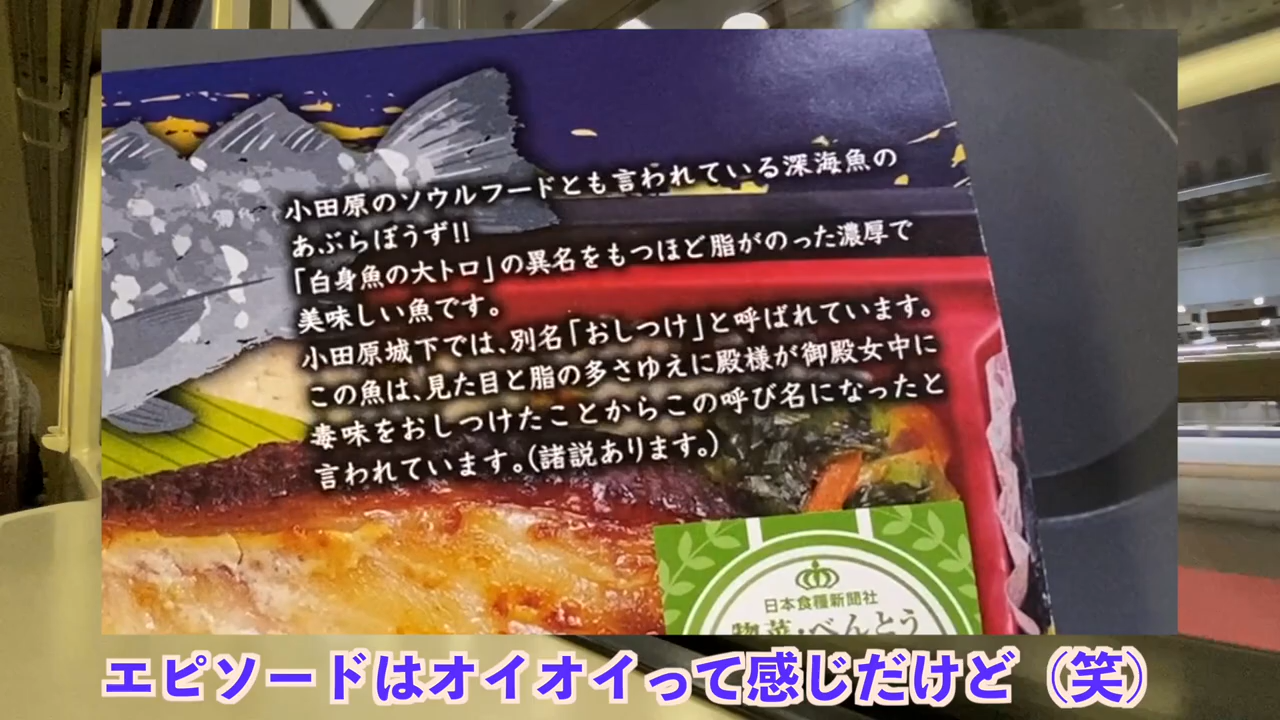 小田原のソウルフードとも言われている深海魚の
あぶらぼうず!!
「白身魚の大トロ」の異名をもつほど脂がのった濃厚で
美味しい魚です。
小田原城下では、別名「おしつけ」と呼ばれています。
この魚は、見た目と脂の多さゆえに殿様が御殿女中に
毒味をおしつけたことからこの呼び名になったと
言われています。(諸説あります。)
日本食糧新聞社
惣菜・べんとう
エピソードはオイオイって感じだけど（笑）